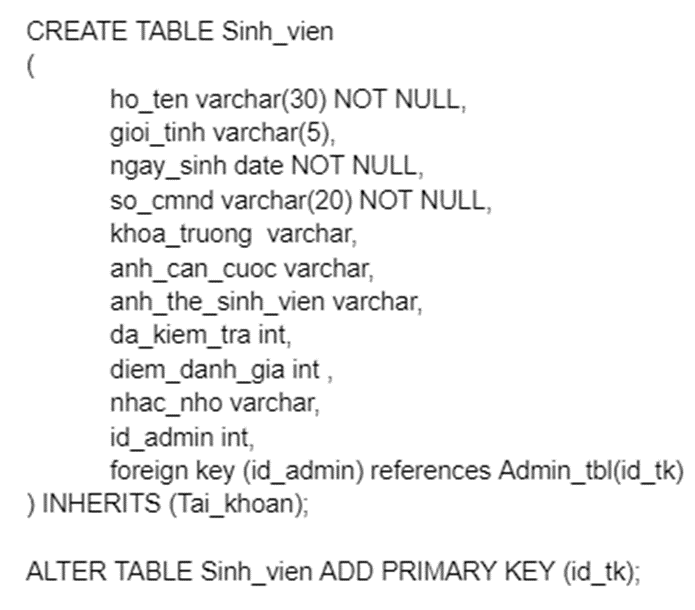 CREATE TABLE Sinh_vien
(
ho_ten varchar(30) NOT NULL,
gioi_tinh varchar(5),
ngay_sinh date NOT NULL,
so_cmnd varchar(20) NOT NULL,
khoa_truong  varchar,
anh_can_cuoc varchar,
anh_the_sinh_vien varchar,
da_kiem_tra int,
diem_danh_gia int ,
nhac_nho varchar,
id_admin int,
foreign key (id_admin) references Admin_tbl(id_tk)
) INHERITS (Tai_khoan);
ALTER TABLE Sinh_vien ADD PRIMARY KEY (id_tk);